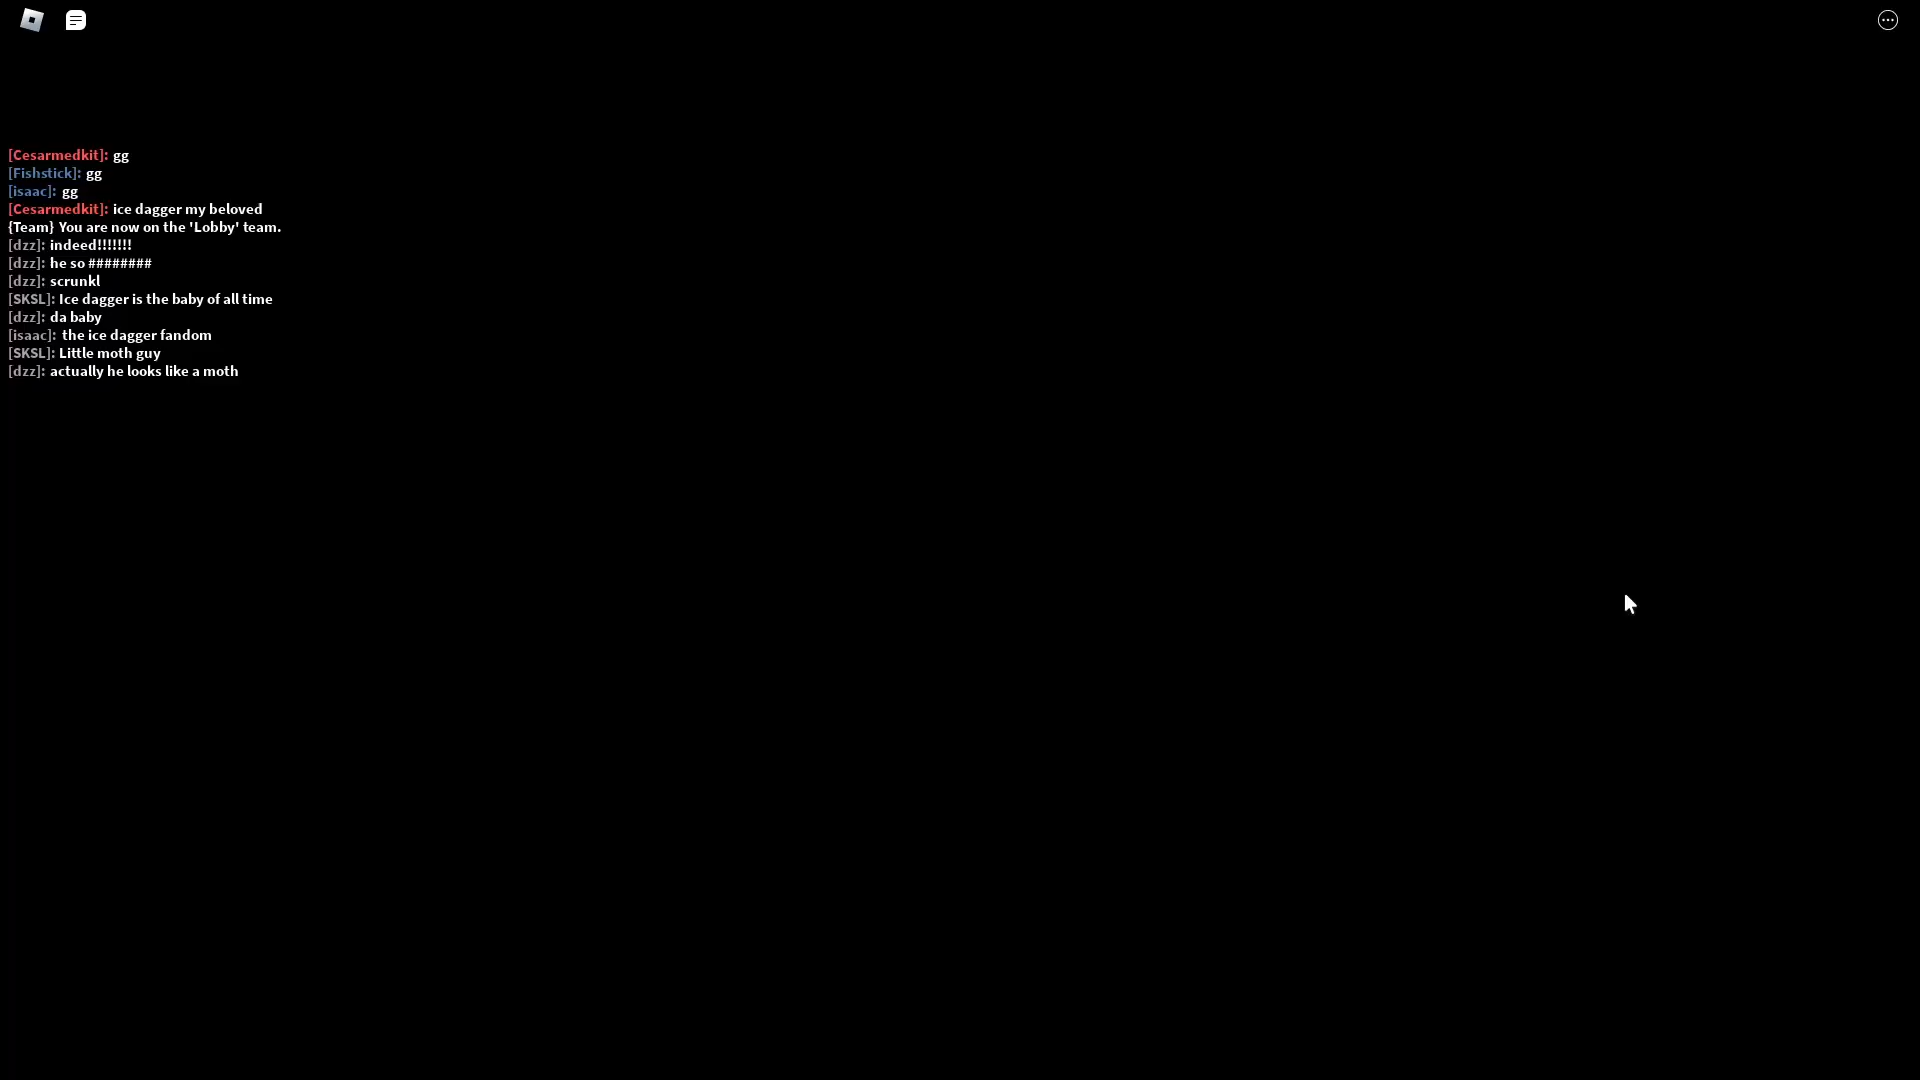 [Cesarmedkit]: gg
[Fishstick]: gg
[isaac]: gg
[Cesarmedkit]: ice dagger my beloved
{Team} You are now on the 'Lobby' team.
[dzz]: indeed!!!!!!!
[dzz]: he so ########
[dzz]: scrunkl
[SKSL]: Ice dagger is the baby of all time
[dzz]: da baby
[isaac]: the ice dagger fandom
[SKSL]: Little moth guy
[dzz]: actually he looks like a moth